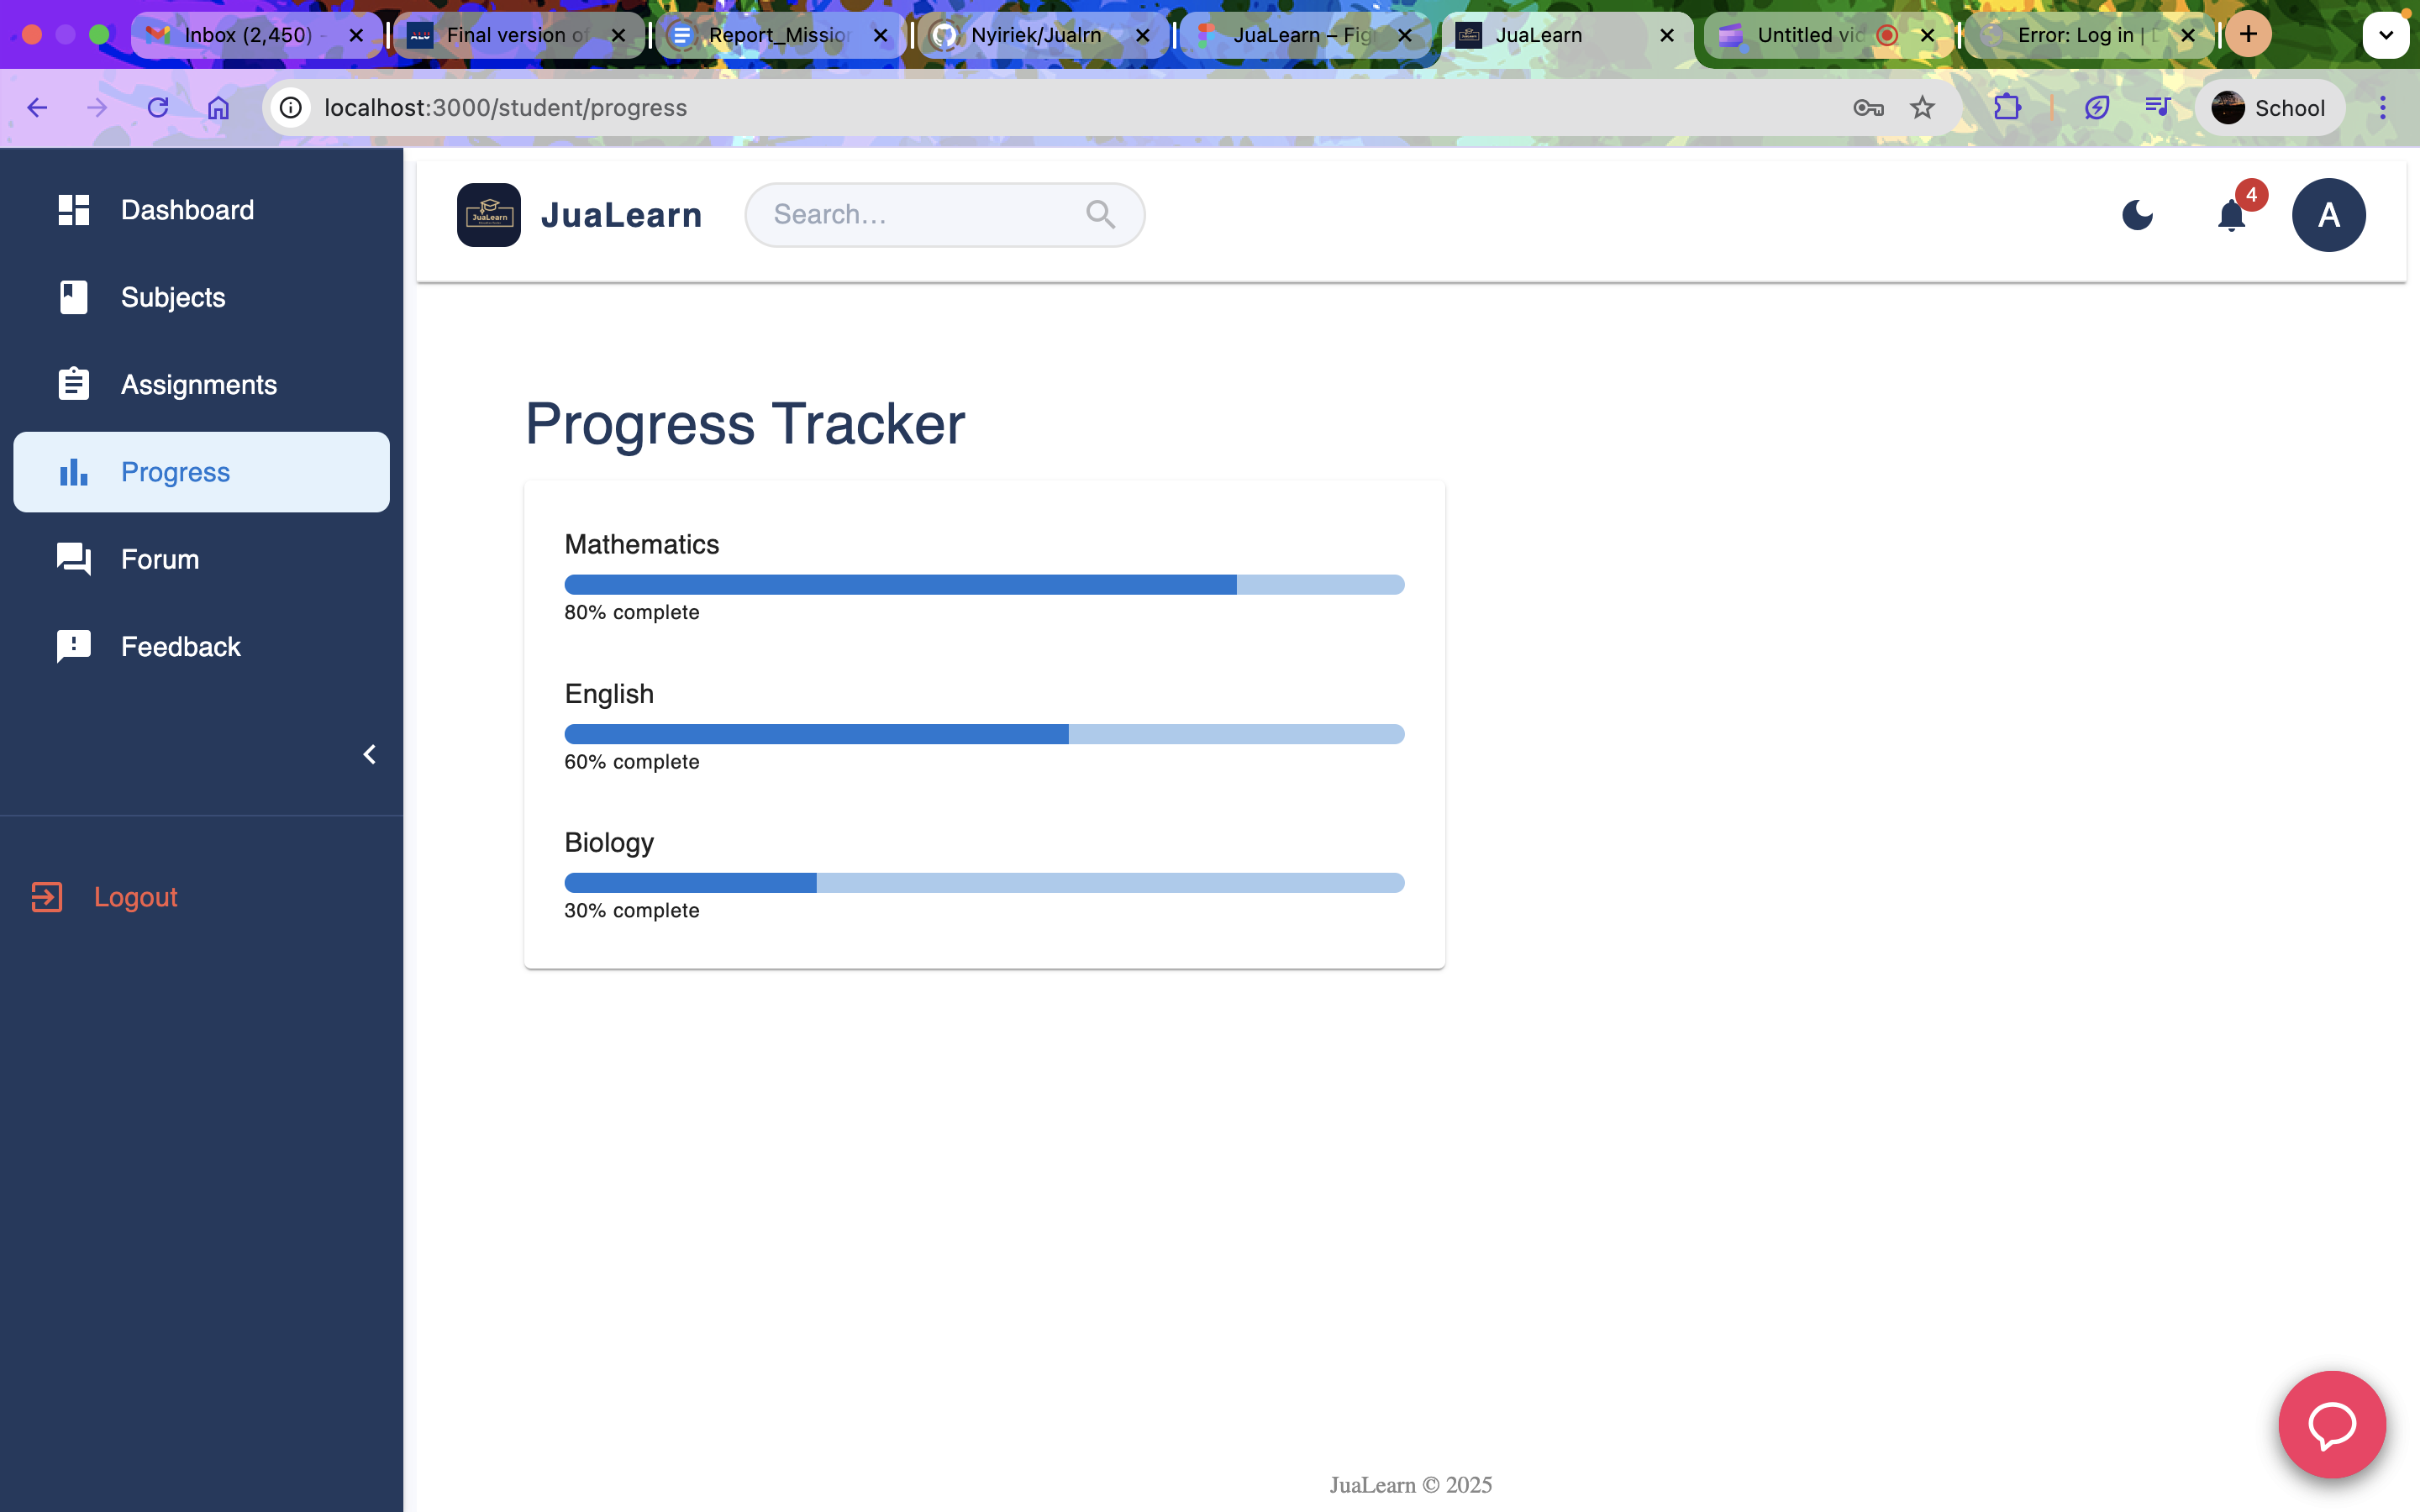 Inbox (2,450) -
Final version of
Report_Mission
Nyiriek/Jualrn
JuaLearn – Fig
JuaLearn
Untitled vid
Error: Log in |
localhost:3000/student/progress
School
Dashboard
Subjects
Assignments
Progress
Forum
Feedback
Logout
JuaLearn
JuaLearn
Search...
4
A
Progress Tracker
Mathematics
80% complete
English
60% complete
Biology
30% complete
JuaLearn © 2025